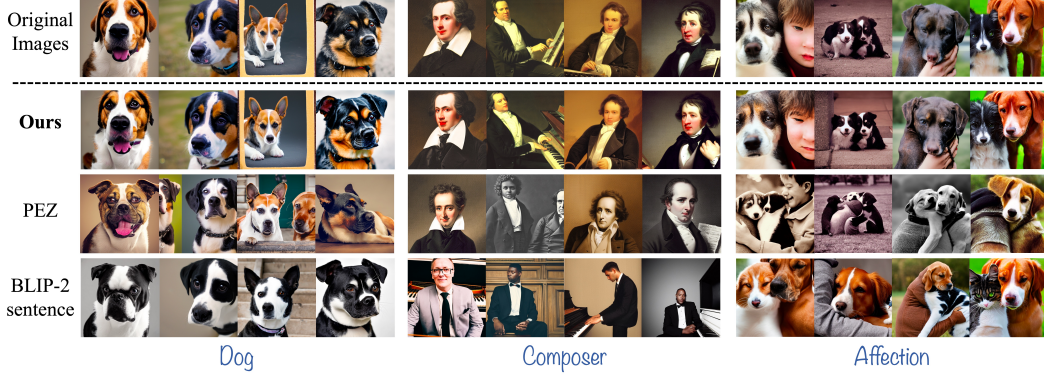 Original
Images
Ours
PEZ
BLIP-2
sentence
Dog
Composer
Affection